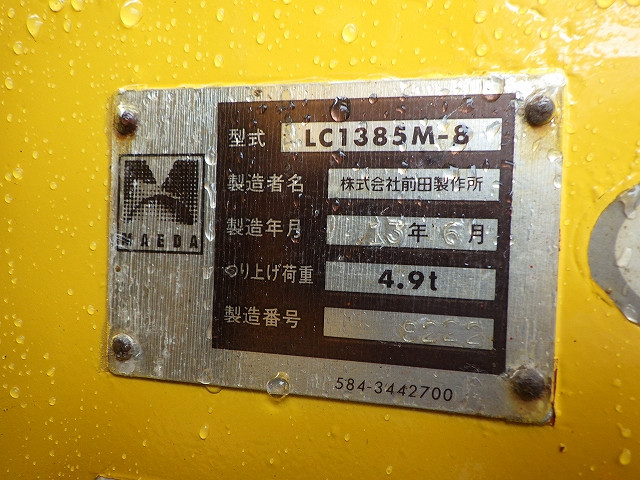 型式 LC1385M-8
製造者名 株式会社前田製作所
製造年月 13年6月
つり上げ荷重 4.9t
製造番号
MAEDA
584-3442700